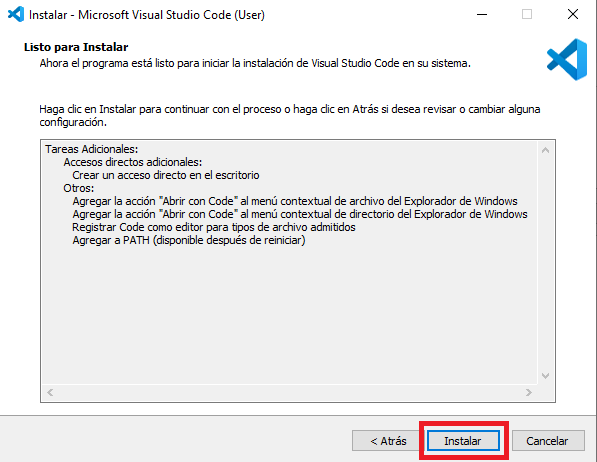 Instalar - Microsoft Visual Studio Code (User)
Listo para Instalar
Ahora el programa está listo para iniciar la instalación de Visual Studio Code en su sistema.
Haga clic en Instalar para continuar con el proceso o haga clic en Atrás si desea revisar o cambiar alguna
configuración.
Tareas Adicionales:
Accesos directos adicionales:
Crear un acceso directo en el escritorio
Otros:
Agregar la acción "Abrir con Code" al menú contextual de archivo del Explorador de Windows
Agregar la acción "Abrir con Code" al menú contextual de directorio del Explorador de Windows
Registrar Code como editor para tipos de archivo admitidos
Agregar a PATH (disponible después de reiniciar)
< Atrás Instalar Cancelar